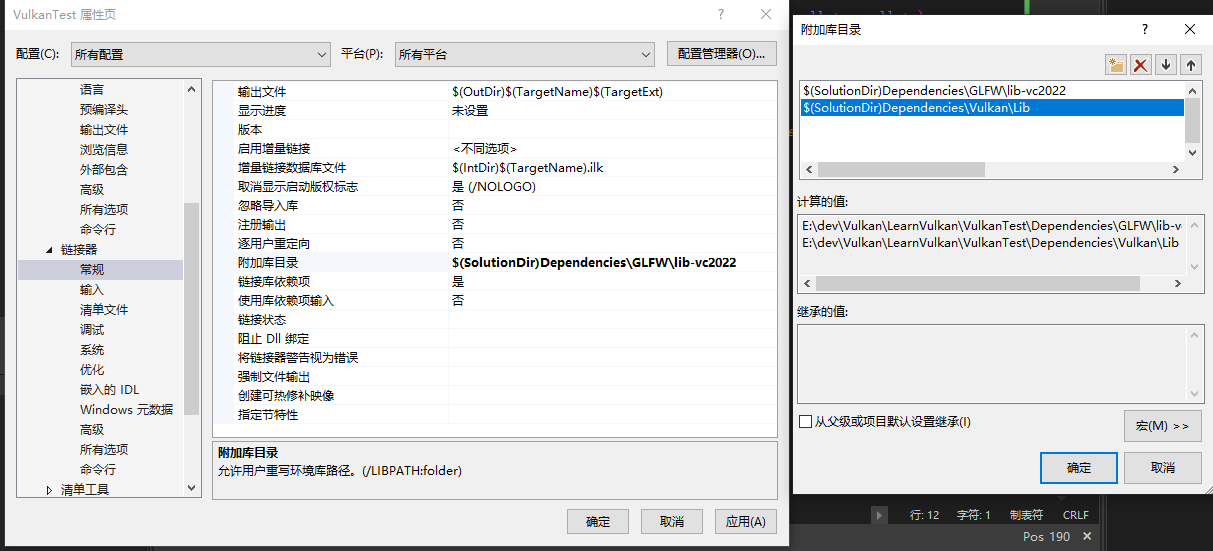 VulkanTest 属性页
配置(C): 所有配置 平台(P): 所有平台 配置管理器(O)...
语言
预编译头
输出文件
浏览信息
外部包含
高级
所有选项
命令行
链接器
常规
输入
清单文件
调试
系统
优化
嵌入的 IDL
Windows 元数据
高级
所有选项
命令行
清单工具
输出文件 $(OutDir)$(TargetName)$(TargetExt)
显示进度 未设置
版本
启用增量链接 <不同选项>
增量链接数据库文件 $(IntDir)$(TargetName).ilk
取消显示启动版权标志 是 (/NOLOGO)
忽略导入库 否
注册输出 否
逐用户重定向 否
附加库目录 $(SolutionDir)Dependencies\GLFW\lib-vc2022
链接库依赖项 是
使用库依赖项输入 否
链接状态
阻止 Dll 绑定
将链接器警告视为错误
强制文件输出
创建可热修补映像
指定节特性
附加库目录
允许用户重写环境库路径。(/LIBPATH:folder)
确定 取消 应用(A)
附加库目录
$(SolutionDir)Dependencies\GLFW\lib-vc2022
$(SolutionDir)Dependencies\Vulkan\Lib
计算的值:
E:\dev\Vulkan\LearnVulkan\VulkanTest\Dependencies\GLFW\lib-v
E:\dev\Vulkan\LearnVulkan\VulkanTest\Dependencies\Vulkan\Lib
继承的值:
从父级或项目默认设置继承(I)
宏(M) >>
确定 取消
行: 12 字符: 1 制表符 CRLF
Pos 190